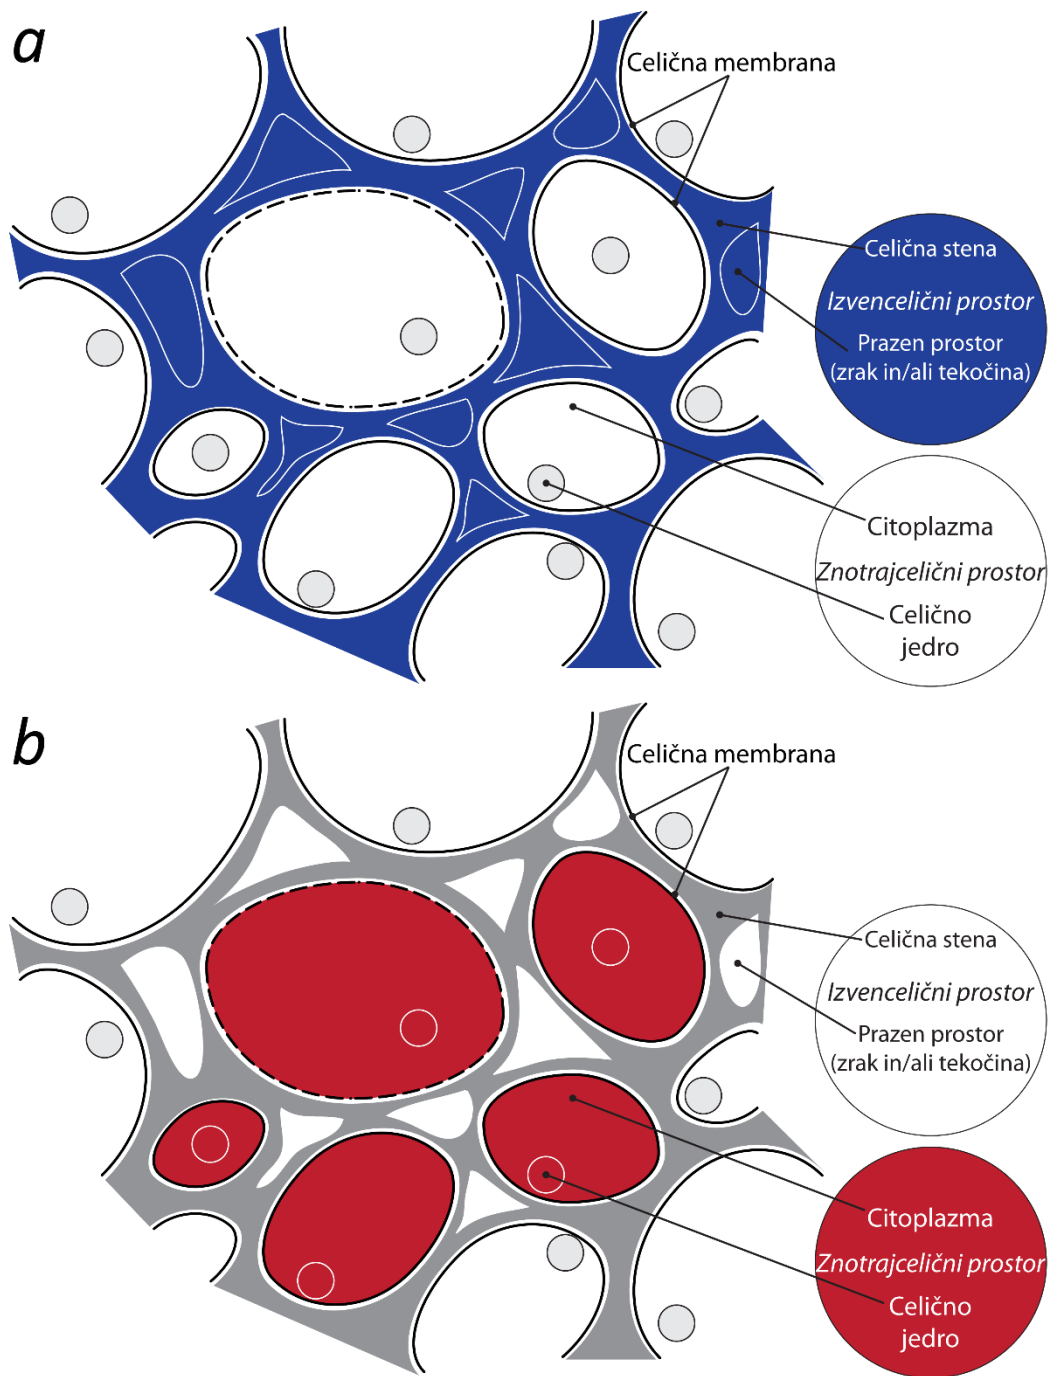 a
Celična membrana
Celična stena
Izvencelični prostor
Prazen prostor
(zrak in/ali tekočina)
Citoplazma
Znotrajcelični prostor
Celično
jedro
b
Celična membrana
Celična stena
Izvencelični prostor
Prazen prostor
(zrak in/ali tekočina)
Citoplazma
Znotrajcelični prostor
Celično
jedro